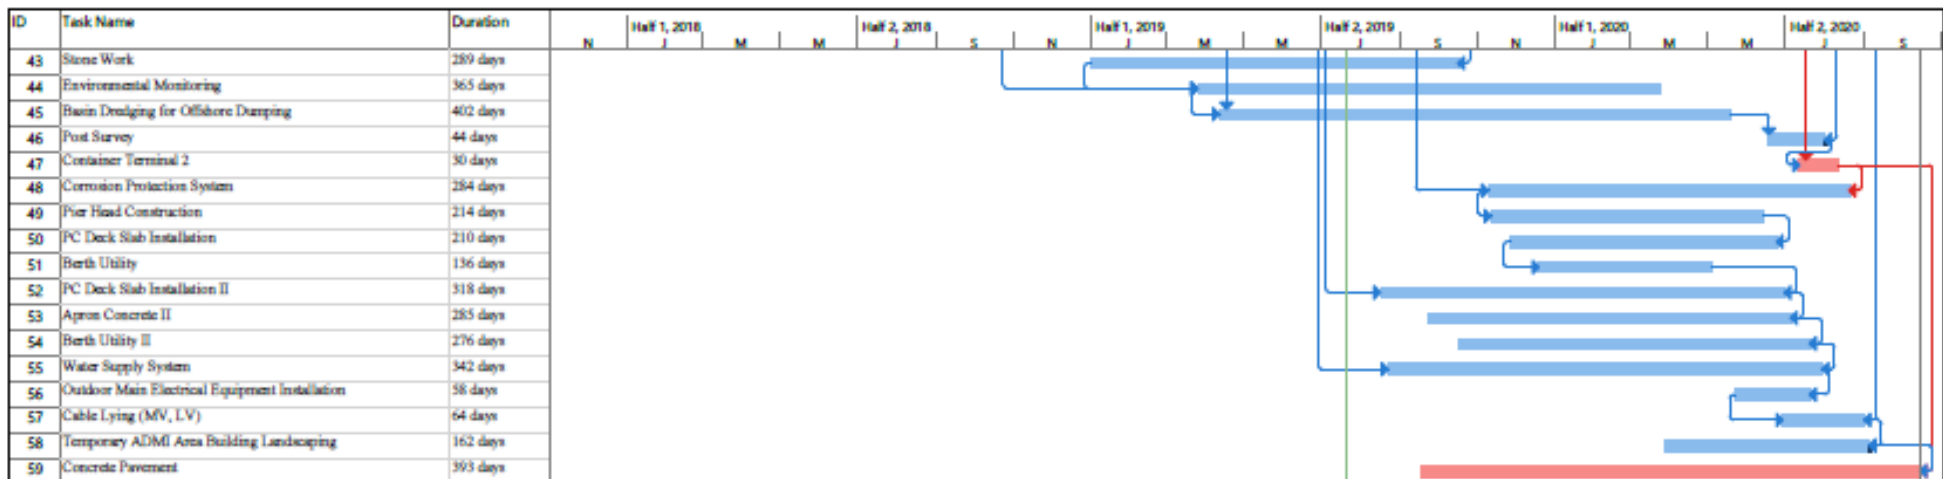 ID Task Name Duration Half 1, 2018 Half 2, 2018 Half 1, 2019 Half 2, 2019 Half 1, 2020 Half 2, 2020
N J M M J S N J M M J S N J M M J S
43 Stone Work 289 days
44 Environmental Monitoring 365 days
45 Basin Dredging for Offshore Dumping 402 days
46 Post Survey 44 days
47 Container Terminal 2 30 days
48 Corrosion Protection System 284 days
49 Pier Head Construction 214 days
50 PC Deck Slab Installation 210 days
51 Berth Utility 136 days
52 PC Deck Slab Installation II 318 days
53 Apron Concrete II 285 days
54 Berth Utility II 276 days
55 Water Supply System 342 days
56 Outdoor Main Electrical Equipment Installation 58 days
57 Cable Lying (MV, LV) 64 days
58 Temporary ADMI Area Building Landscaping 162 days
59 Concrete Pavement 393 days